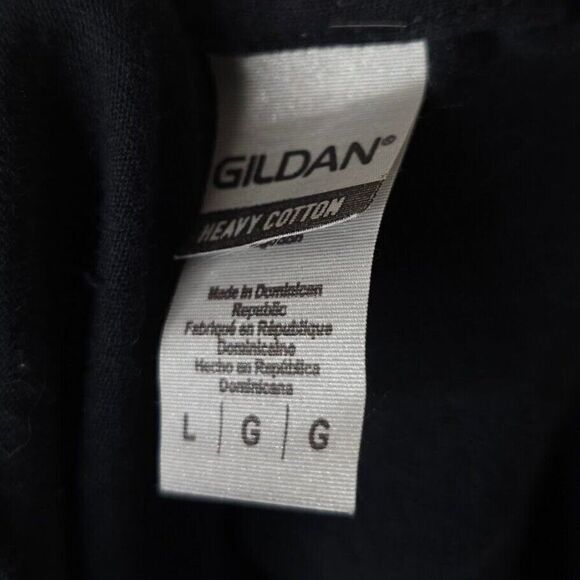 GILDAN®
HEAVY COTTON
Made in Dominican
Republic
Fabriqué en République
Dominicaine
Hecho en República
Dominicana
L | G | G